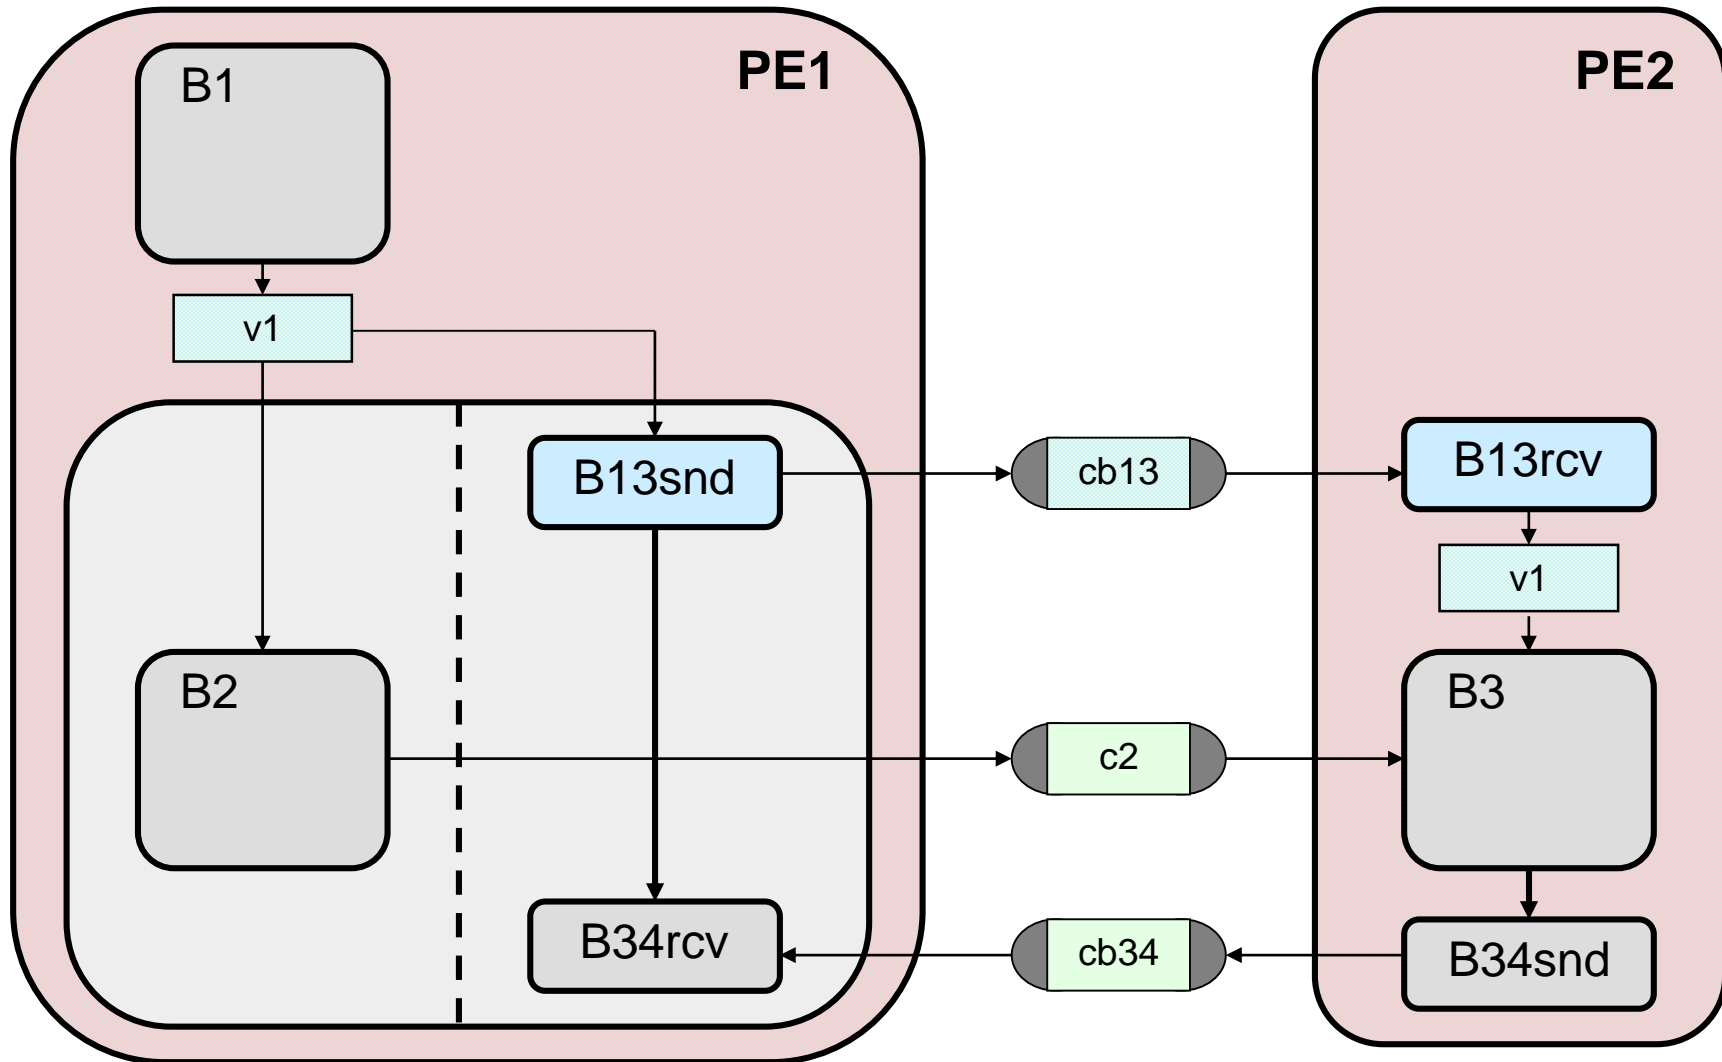 PE1
PE2
B1
v1
B13snd
cb13
B13rcv
v1
B2
c2
B3
B34rcv
cb34
B34snd